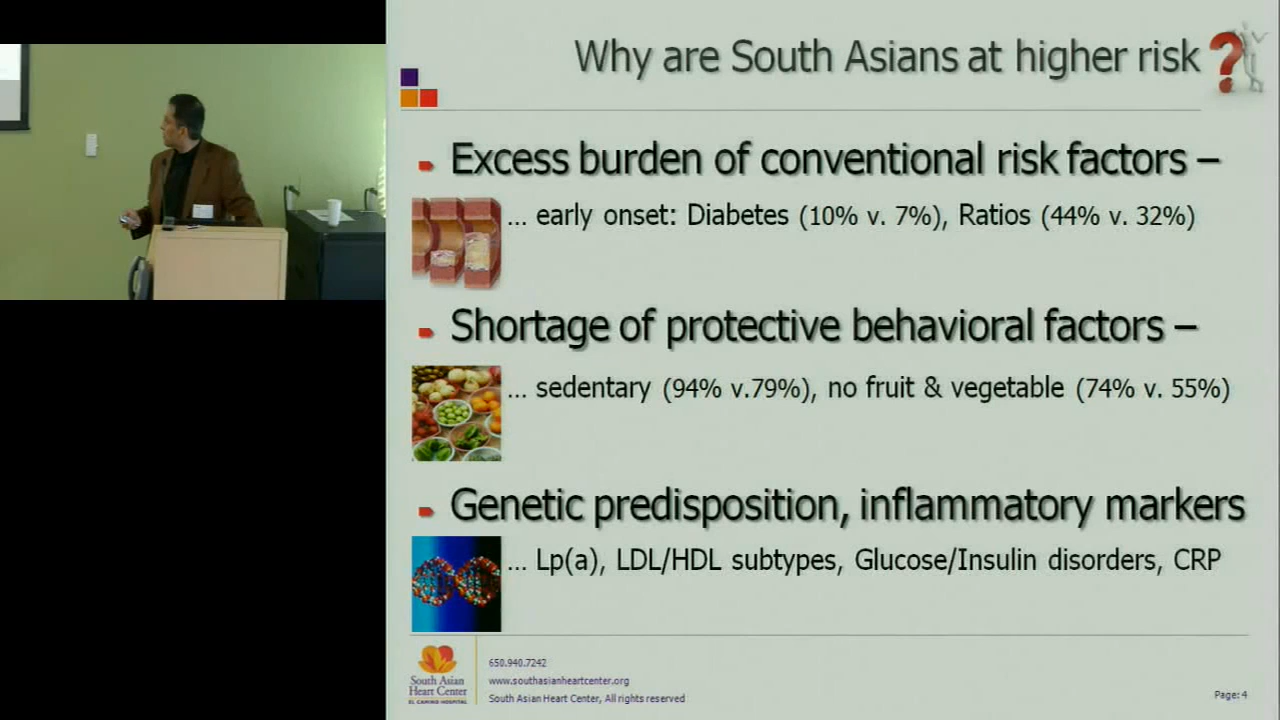 Why are South Asians at higher risk ?
Excess burden of conventional risk factors –
... early onset: Diabetes (10% v. 7%), Ratios (44% v. 32%)
Shortage of protective behavioral factors –
... sedentary (94% v.79%), no fruit & vegetable (74% v. 55%)
Genetic predisposition, inflammatory markers
... Lp(a), LDL/HDL subtypes, Glucose/Insulin disorders, CRP
South Asian
Heart Center
EL CAMINO HOSPITAL
650.940.7242
www.southasianheartcenter.org
South Asian Heart Center, All rights reserved
Page: 4